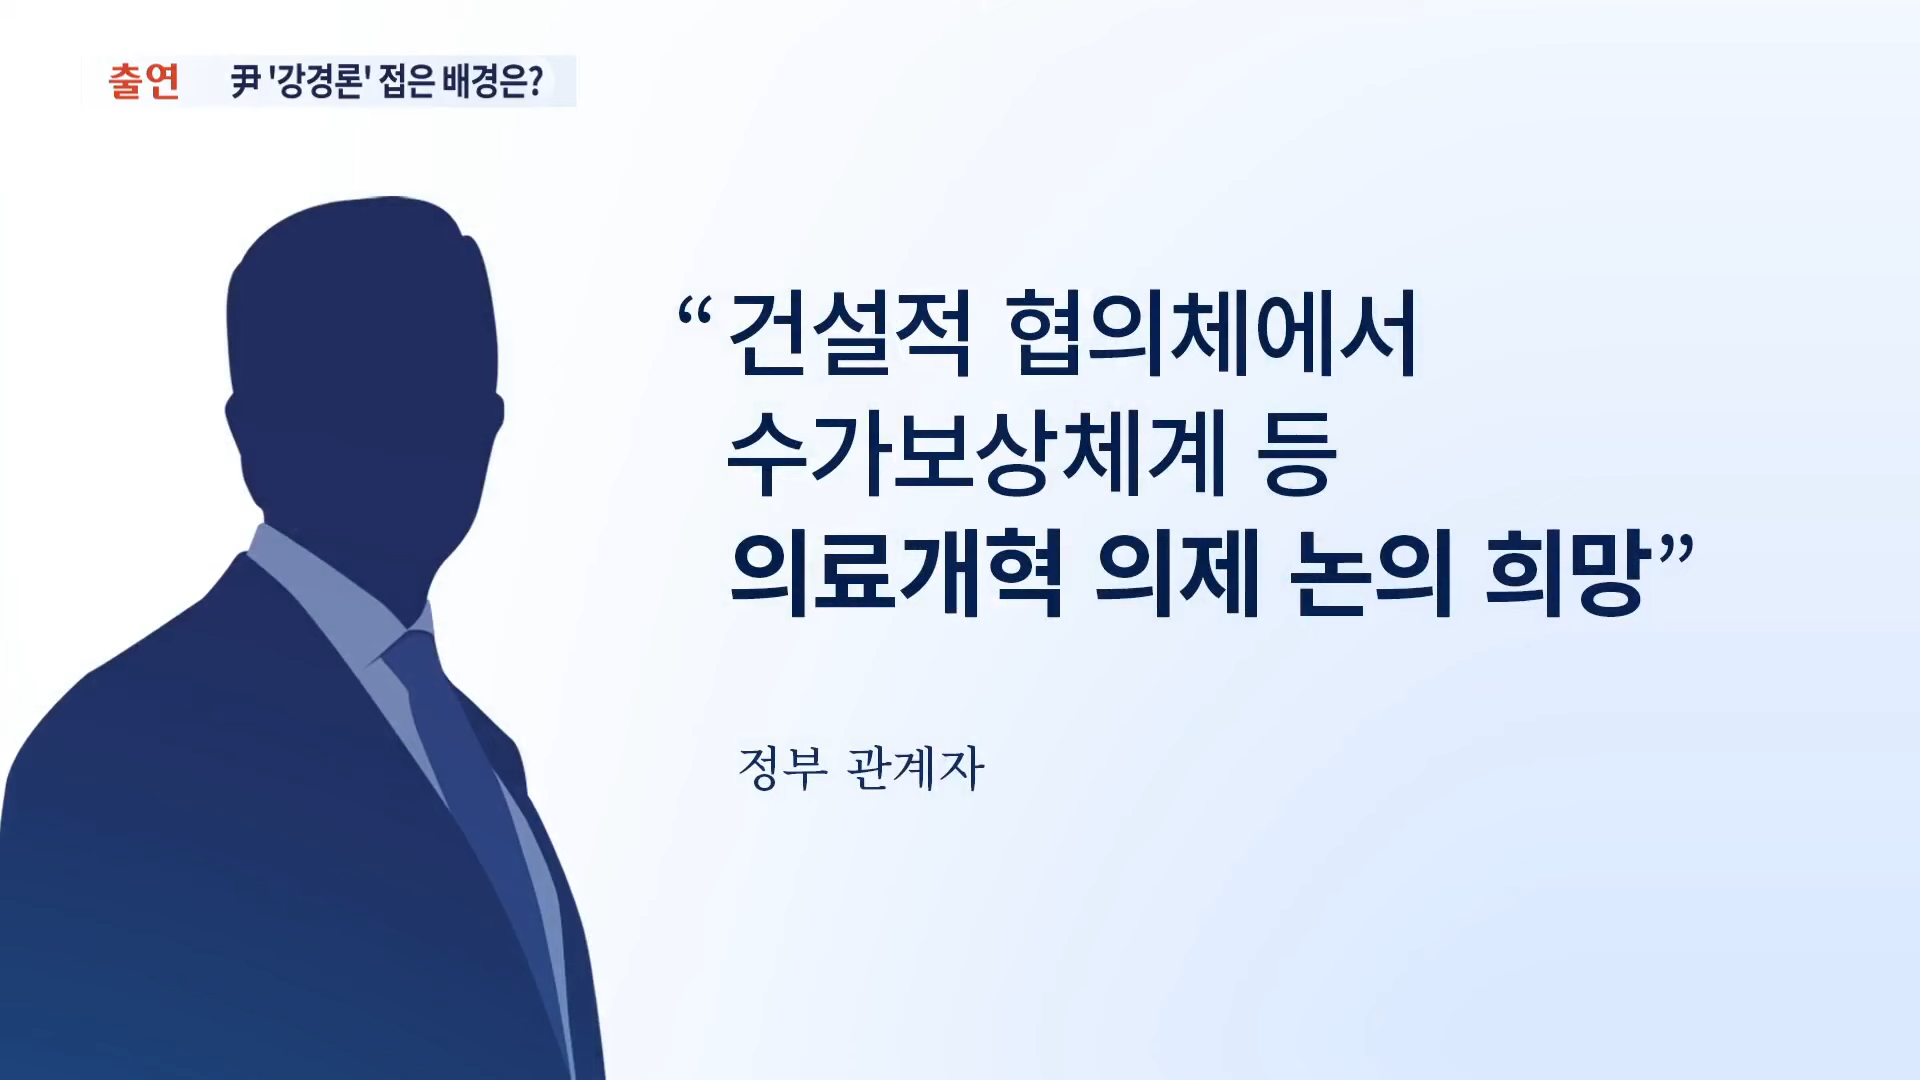 출연 尹 '강경론' 접은 배경은?
“건설적 협의체에서
수가보상체계 등
의료개혁 의제 논의 희망”
정부 관계자